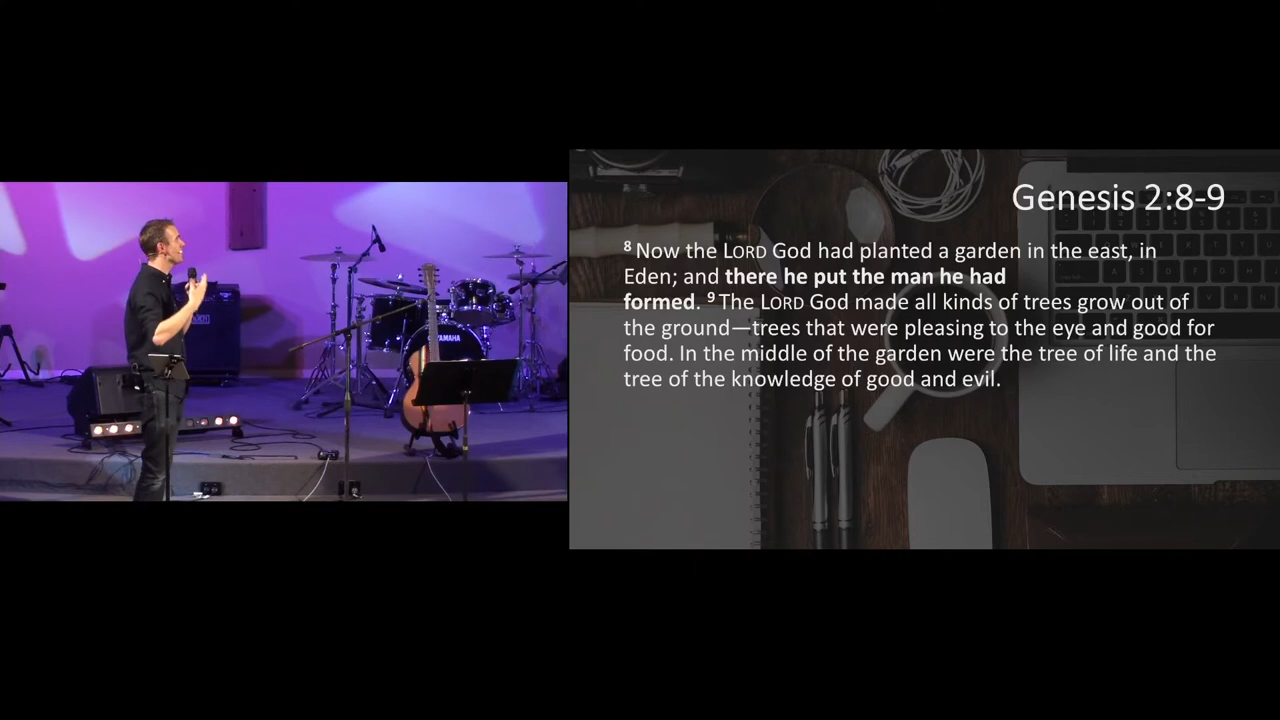 Genesis 2:8-9
⁸ Now the LORD God had planted a garden in the east, in
Eden; and there he put the man he had
formed. ⁹ The LORD God made all kinds of trees grow out of
the ground—trees that were pleasing to the eye and good for
food. In the middle of the garden were the tree of life and the
tree of the knowledge of good and evil.
YAMAHA